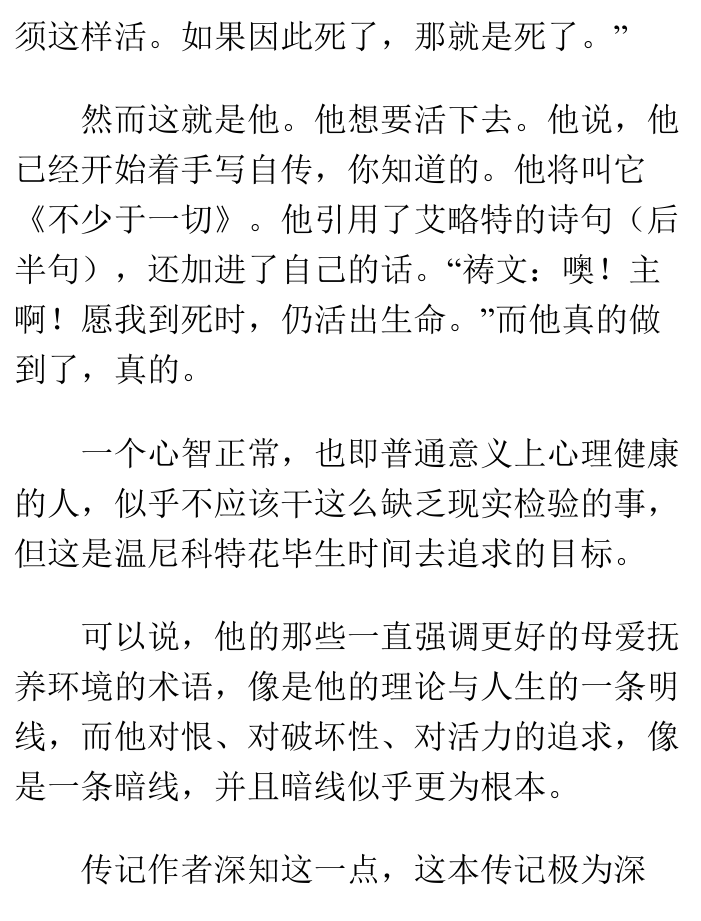 须这样活。如果因此死了，那就是死了。”
然而这就是他。他想要活下去。他说，他
已经开始着手写自传，你知道的。他将叫它
《不少于一切》。他引用了艾略特的诗句（后
半句），还加进了自己的话。“祷文：噢！主
啊！愿我到死时，仍活出生命。”而他真的做
到了，真的。
一个心智正常，也即普通意义上心理健康
的人，似乎不应该干这么缺乏现实检验的事，
但这是温尼科特花毕生时间去追求的目标。
可以说，他的那些一直强调更好的母爱抚
养环境的术语，像是他的理论与人生的一条明
线，而他对恨、对破坏性、对活力的追求，像
是一条暗线，并且暗线似乎更为根本。
传记作者深知这一点，这本传记极为深